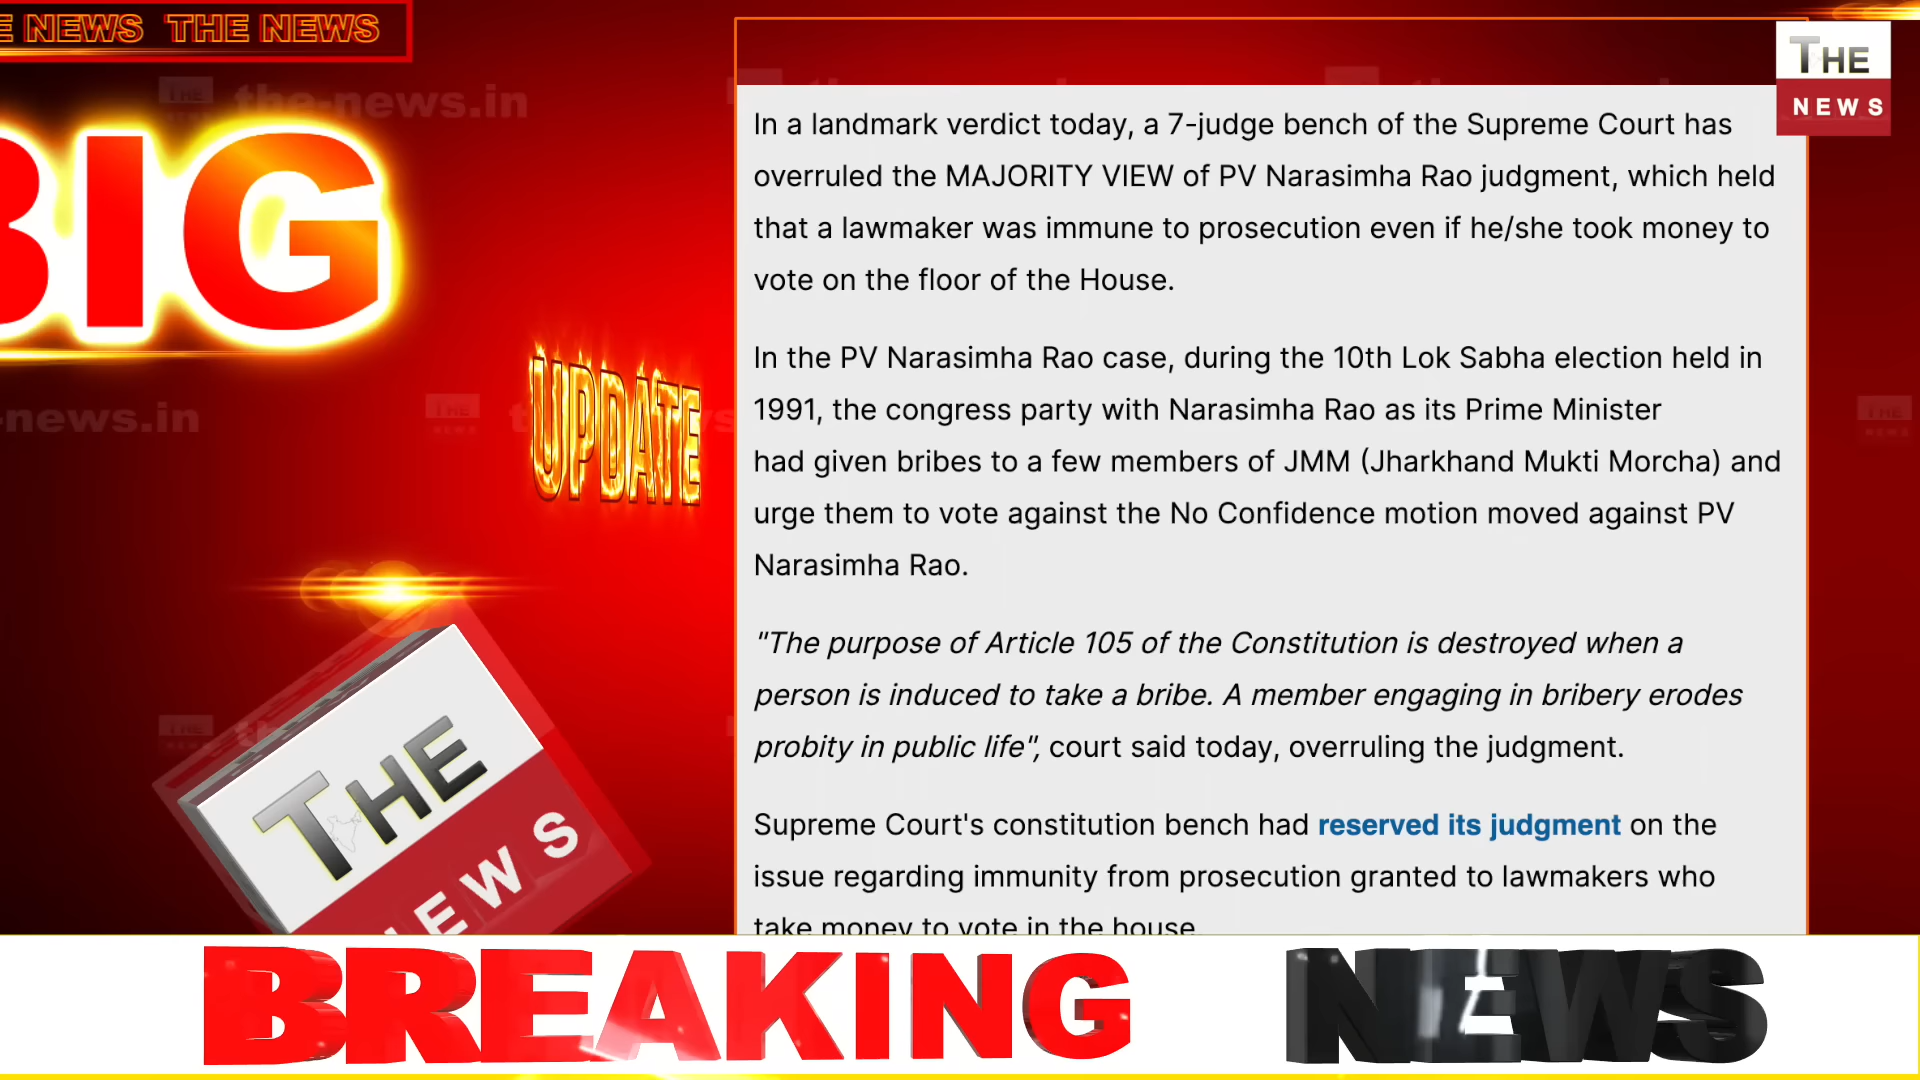 E NEWS THE NEWS
the-news.in
BIG
UPDATE
-news.in
THE
NEWS
THE
NEWS
In a landmark verdict today, a 7-judge bench of the Supreme Court has
overruled the MAJORITY VIEW of PV Narasimha Rao judgment, which held
that a lawmaker was immune to prosecution even if he/she took money to
vote on the floor of the House.
In the PV Narasimha Rao case, during the 10th Lok Sabha election held in
1991, the congress party with Narasimha Rao as its Prime Minister
had given bribes to a few members of JMM (Jharkhand Mukti Morcha) and
urge them to vote against the No Confidence motion moved against PV
Narasimha Rao.
"The purpose of Article 105 of the Constitution is destroyed when a
person is induced to take a bribe. A member engaging in bribery erodes
probity in public life", court said today, overruling the judgment.
Supreme Court's constitution bench had reserved its judgment on the
issue regarding immunity from prosecution granted to lawmakers who
take money to vote in the house
BREAKING NEWS